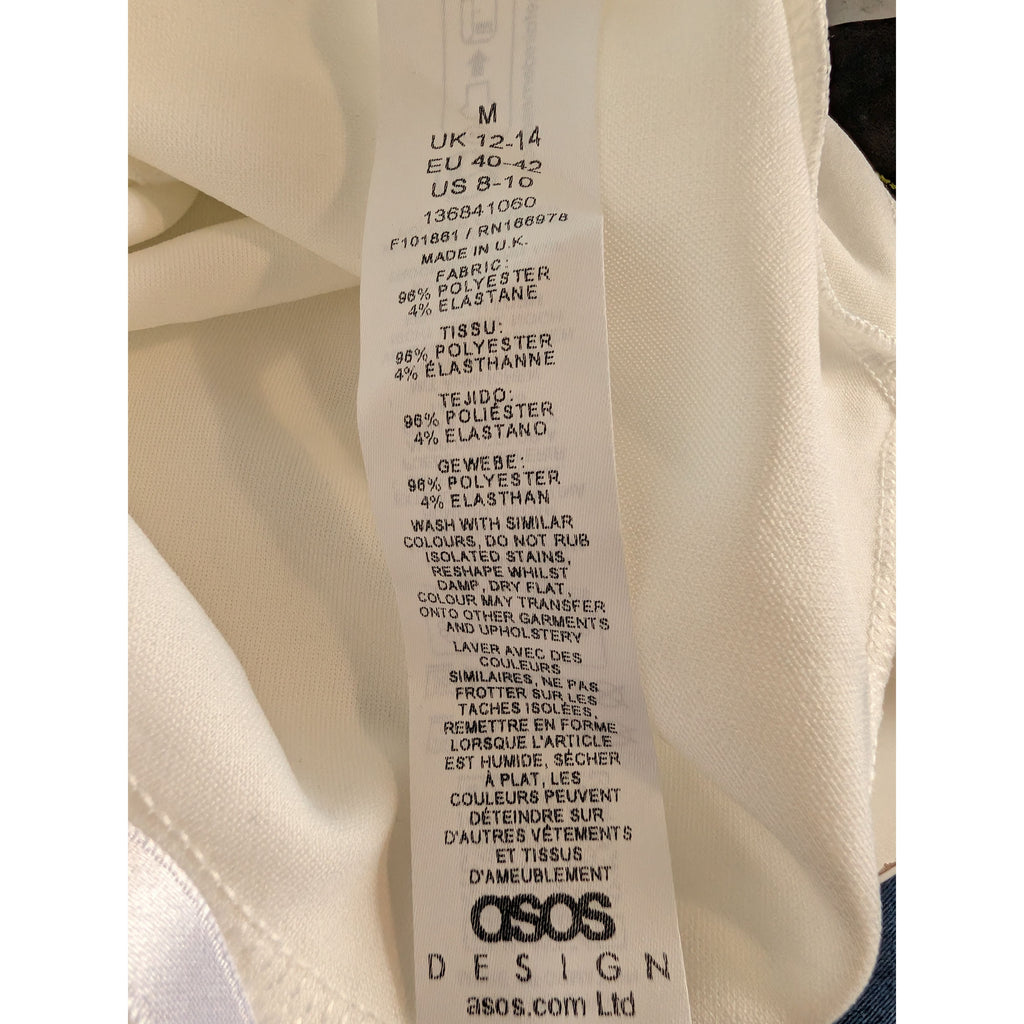 M
UK 12-14
EU 40-42
US 8-10
136841060
F101861 / RN166978
MADE IN U.K.
FABRIC:
96% POLYESTER
4% ELASTANE
TISSU:
96% POLYESTER
4% ÉLASTHANNE
TEJIDO:
96% POLIÉSTER
4% ELASTANO
GEWEBE:
96% POLYESTER
4% ELASTHAN
WASH WITH SIMILAR
COLOURS, DO NOT RUB
ISOLATED STAINS,
RESHAPE WHILST
DAMP, DRY FLAT,
COLOUR MAY TRANSFER
ONTO OTHER GARMENTS
AND UPHOLSTERY
LAVER AVEC DES
COULEURS
SIMILAIRES, NE PAS
FROTTER SUR LES
TACHES ISOLÉES,
REMETTRE EN FORME
LORSQUE L'ARTICLE
EST HUMIDE, SÉCHER
À PLAT, LES
COULEURS PEUVENT
DÉTEINDRE SUR
D'AUTRES VÊTEMENTS
ET TISSUS
D'AMEUBLEMENT
asos
DESIGN
asos.com Ltd